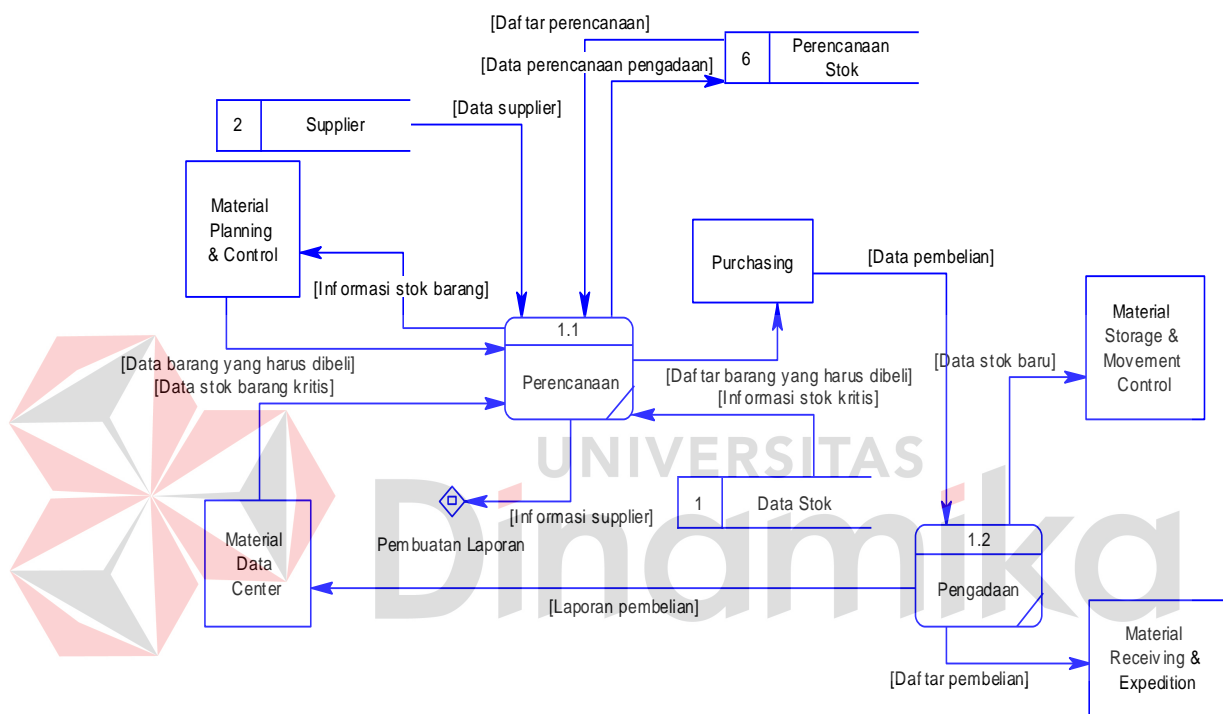 [Daftar perencanaan]
6
Perencanaan
Stok
[Data perencanaan pengadaan]
[Data supplier]
2
Supplier
Material
Planning
& Control
Purchasing
[Data pembelian]
[Informasi stok barang]
Material
Storage &
Movement
Control
1.1
Perencanaan
[Data barang yang harus dibeli]
[Data stok barang kritis]
[Daftar barang yang harus dibeli]
[Informasi stok kritis]
[Data stok baru]
UNIVERSITAS
Dinamika
1
Data Stok
[Informasi supplier]
Pembuatan Laporan
Material
Data
Center
1.2
Pengadaan
[Laporan pembelian]
Material
Receiving &
Expedition
[Daftar pembelian]